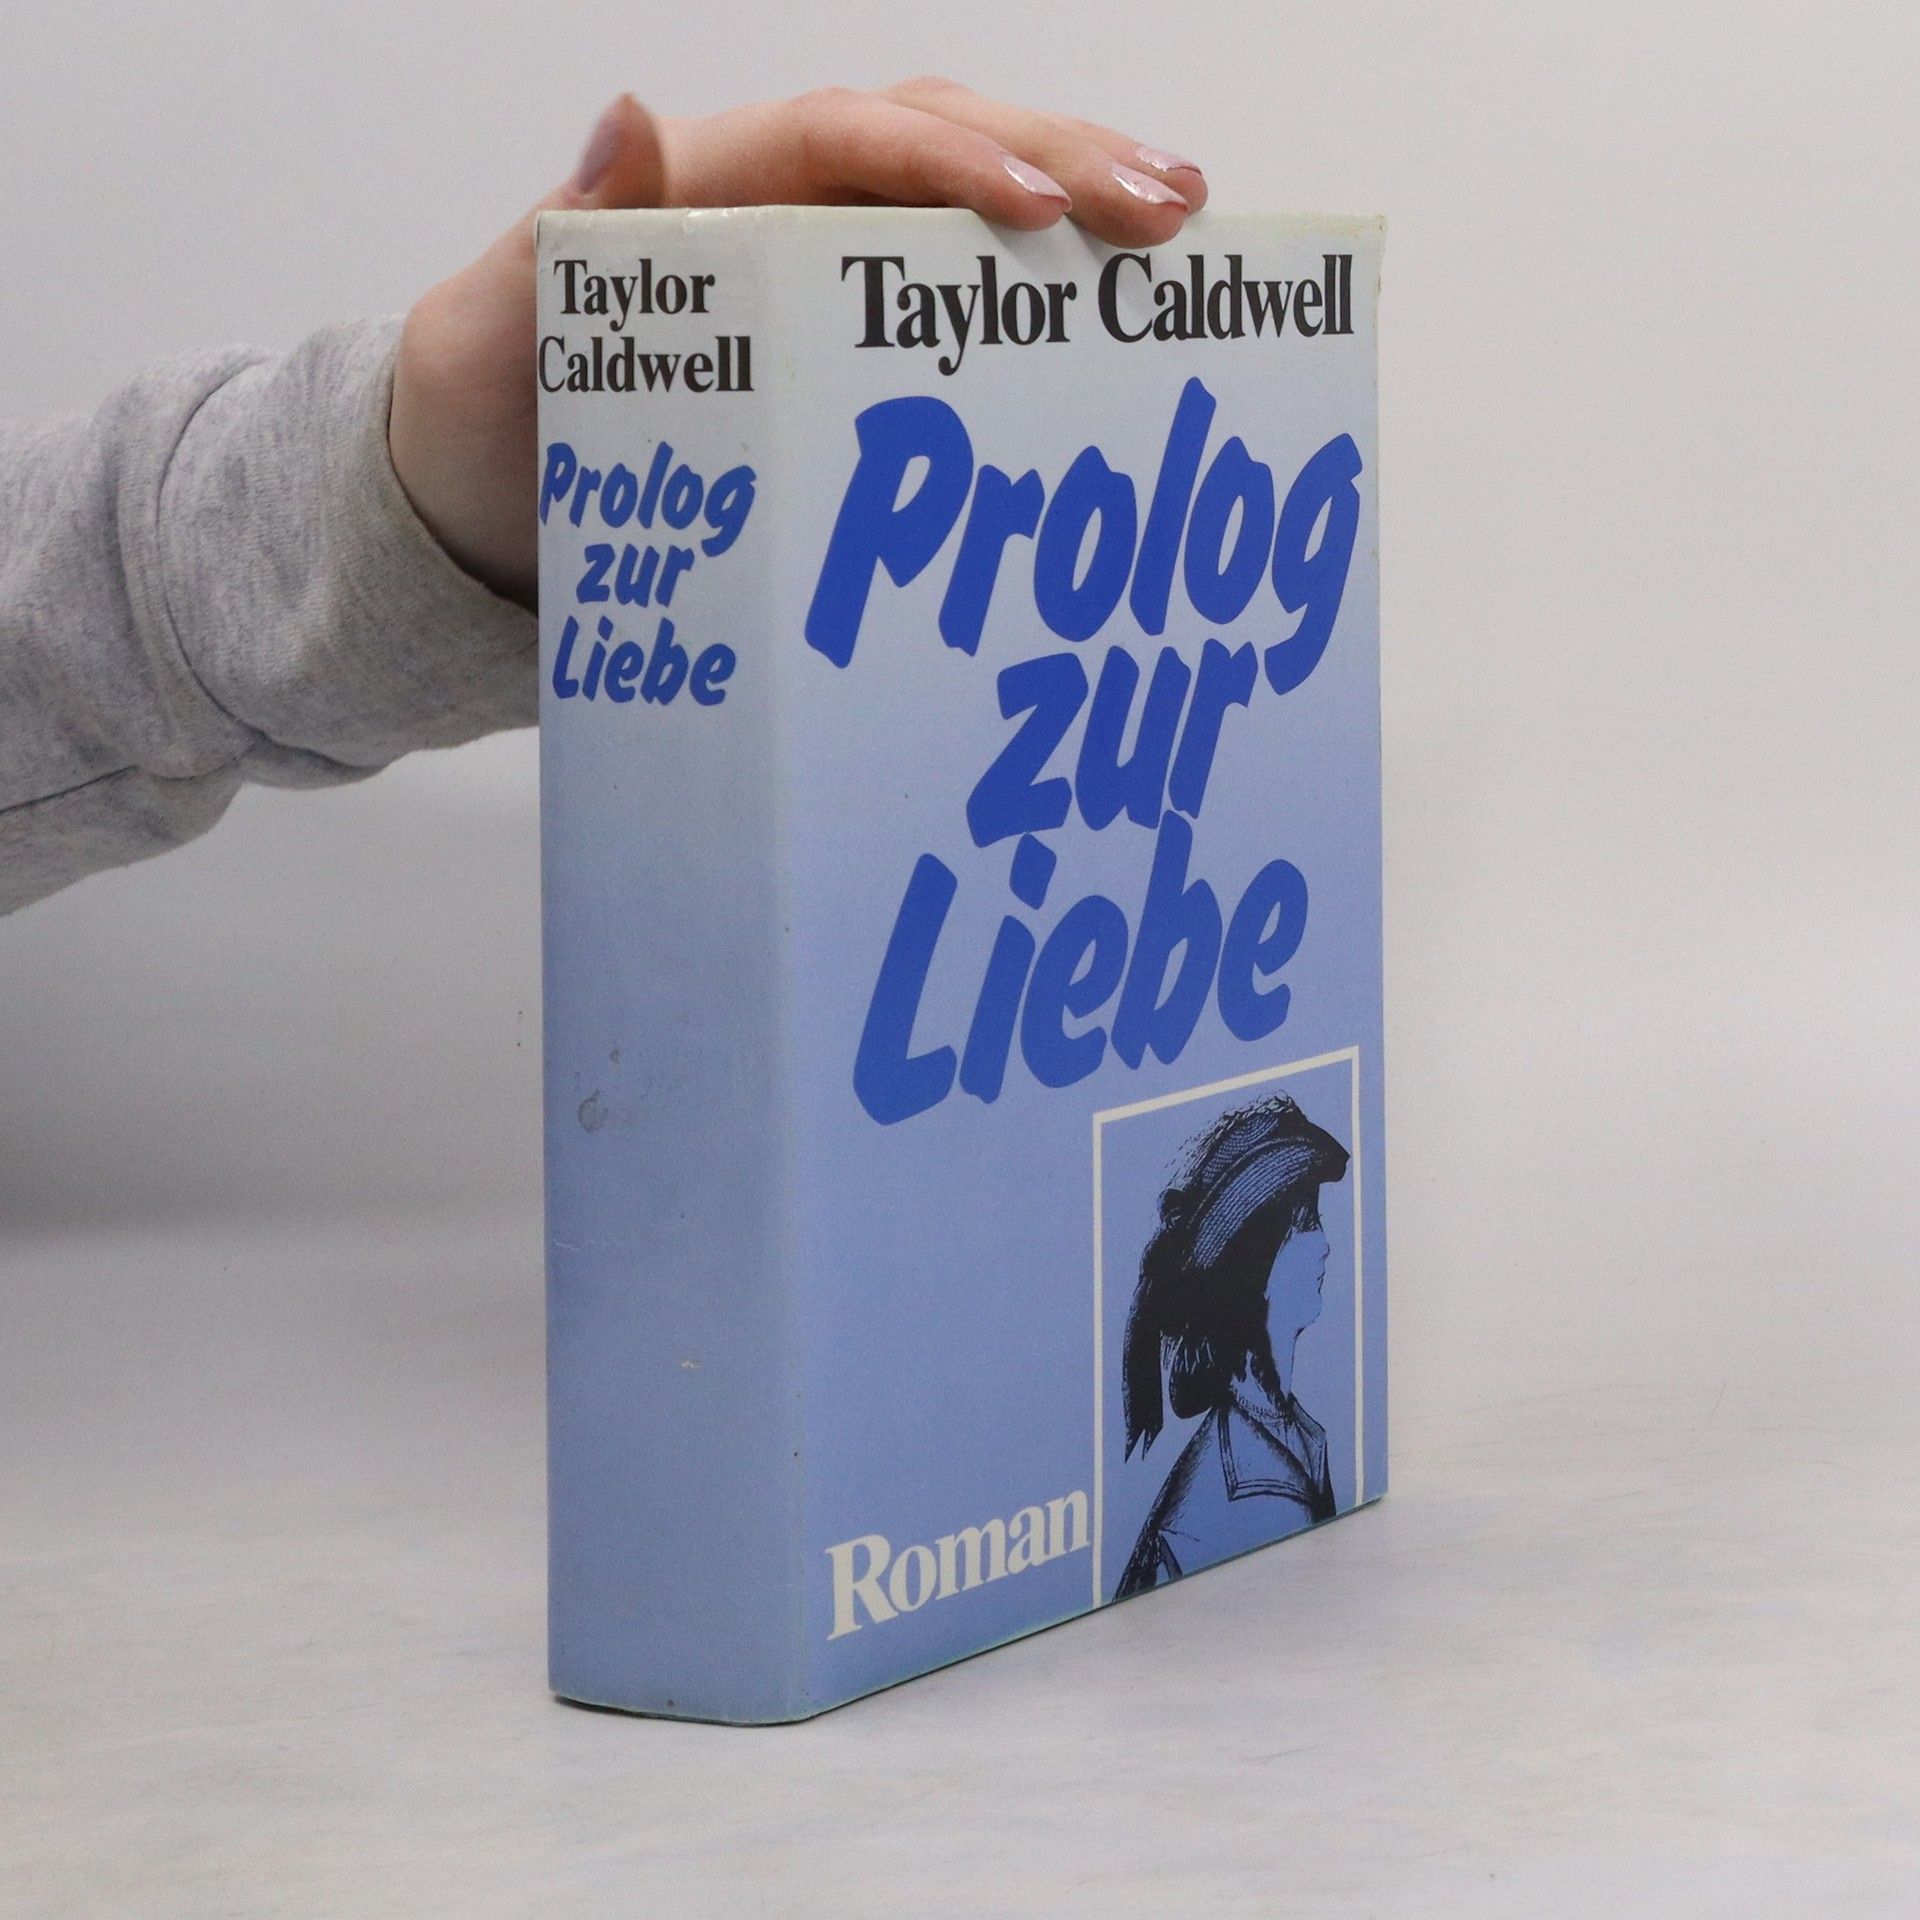 Taylor
Caldwell
Prolog
zur
Liebe
Taylor Caldwell
Prolog
zur
Liebe
Roman